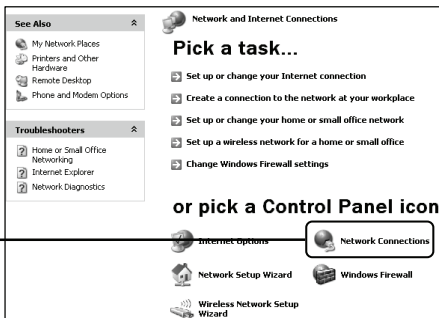 See Also
My Network Places
Printers and Other
Hardware
Remote Desktop
Phone and Modem Options
Troubleshooters
Home or Small Office
Networking
Internet Explorer
Network Diagnostics
Network and Internet Connections
Pick a task...
Set up or change your Internet connection
Create a connection to the network at your workplace
Set up or change your home or small office network
Set up a wireless network for a home or small office
Change Windows Firewall settings
or pick a Control Panel icon
Internet Options
Network Connections
Network Setup Wizard
Windows Firewall
Wireless Network Setup
Wizard